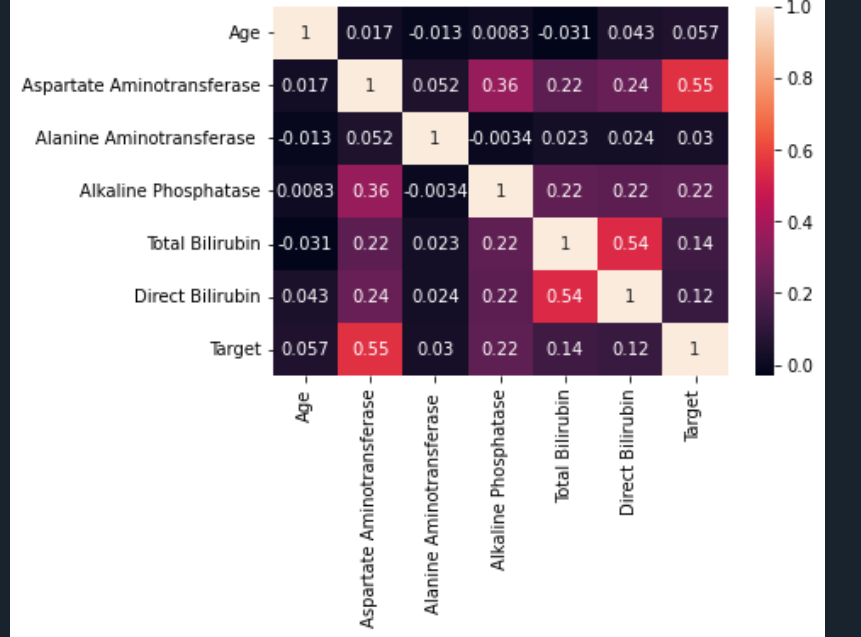 1.0
Age 1 0.017 -0.013 0.0083 -0.031 0.043 0.057
Aspartate Aminotransferase 0.017 1 0.052 0.36 0.22 0.24 0.55
0.8
Alanine Aminotransferase -0.013 0.052 1 -0.0034 0.023 0.024 0.03
0.6
Alkaline Phosphatase 0.0083 0.36 -0.0034 1 0.22 0.22 0.22
0.4
Total Bilirubin -0.031 0.22 0.023 0.22 1 0.54 0.14
Direct Bilirubin 0.043 0.24 0.024 0.22 0.54 1 0.12
0.2
Target 0.057 0.55 0.03 0.22 0.14 0.12 1
0.0
Age
Aspartate Aminotransferase
Alanine Aminotransferase
Alkaline Phosphatase
Total Bilirubin
Direct Bilirubin
Target